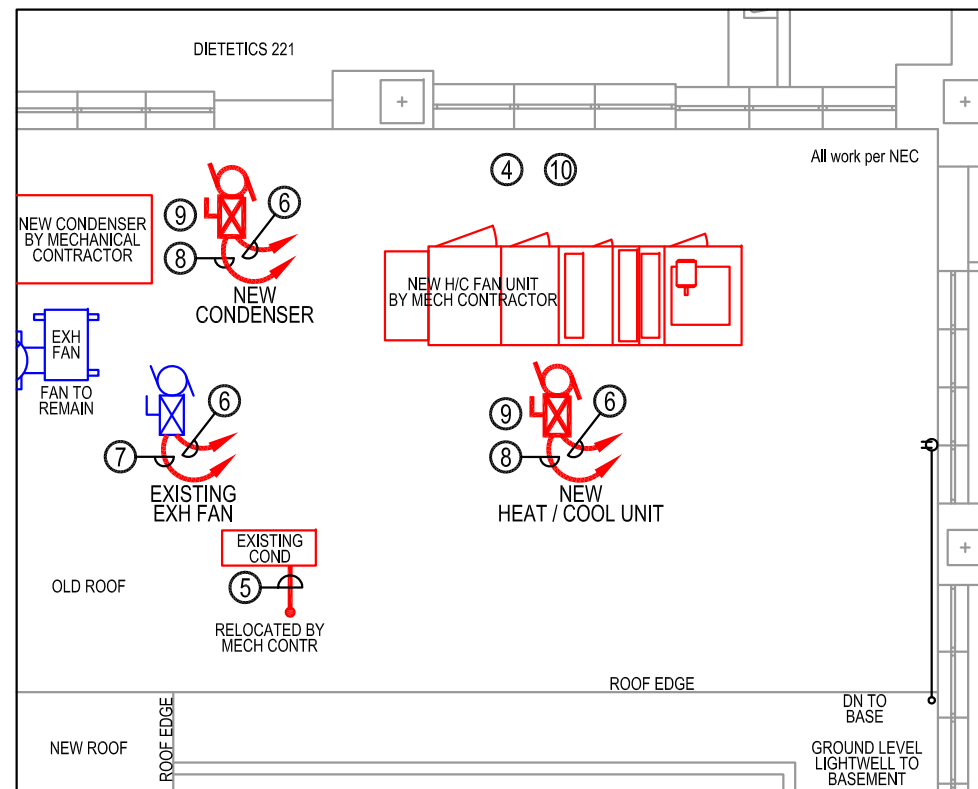 DIETETICS 221
All work per NEC
4
10
6
9
8
NEW CONDENSER
BY MECHANICAL
CONTRACTOR
NEW
CONDENSER
NEW H/C FAN UNIT
BY MECH CONTRACTOR
EXH
FAN
FAN TO
REMAIN
6
7
EXISTING
EXH FAN
6
9
8
NEW
HEAT / COOL UNIT
EXISTING
COND
5
RELOCATED BY
MECH CONTR
OLD ROOF
ROOF EDGE
DN TO
BASE
NEW ROOF
ROOF EDGE
GROUND LEVEL
LIGHTWELL TO
BASEMENT